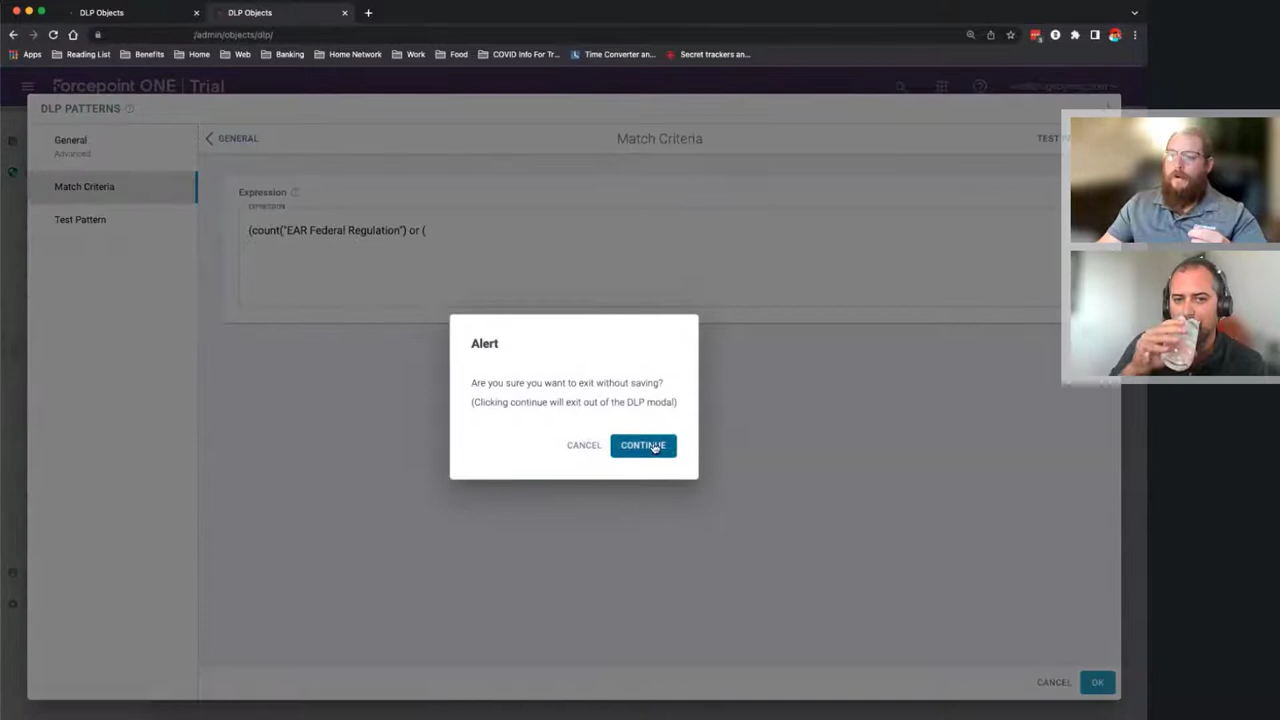 DLP Objects
DLP Objects
/admin/objects/dlp/
Apps
Reading List
Benefits
Home
Web
Banking
Home Network
Work
Food
COVID Info For Tr...
Time Converter an...
Secret trackers an...
Forcepoint ONE | Trial
DLP PATTERNS
General
Advanced
Match Criteria
Test Pattern
GENERAL
Match Criteria
Expression
EXPRESSION
(count("EAR Federal Regulation") or (
Alert
Are you sure you want to exit without saving?
(Clicking continue will exit out of the DLP modal)
CANCEL
CONTINUE
CANCEL
OK